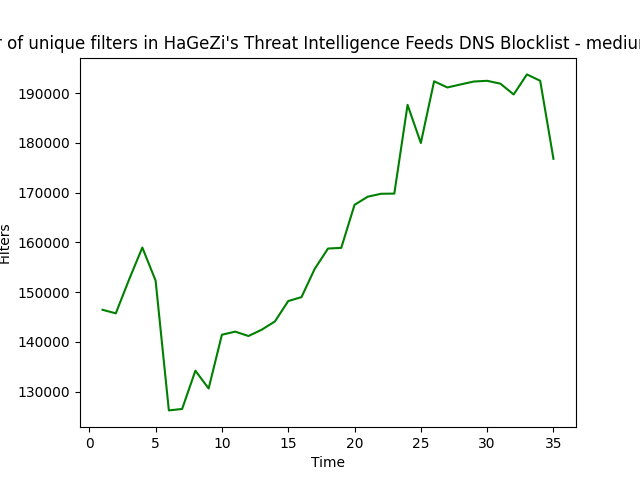 r of unique filters in HaGeZi's Threat Intelligence Feeds DNS Blocklist - mediu
190000
180000
170000
160000
150000
140000
130000
Filters
0 5 10 15 20 25 30 35
Time